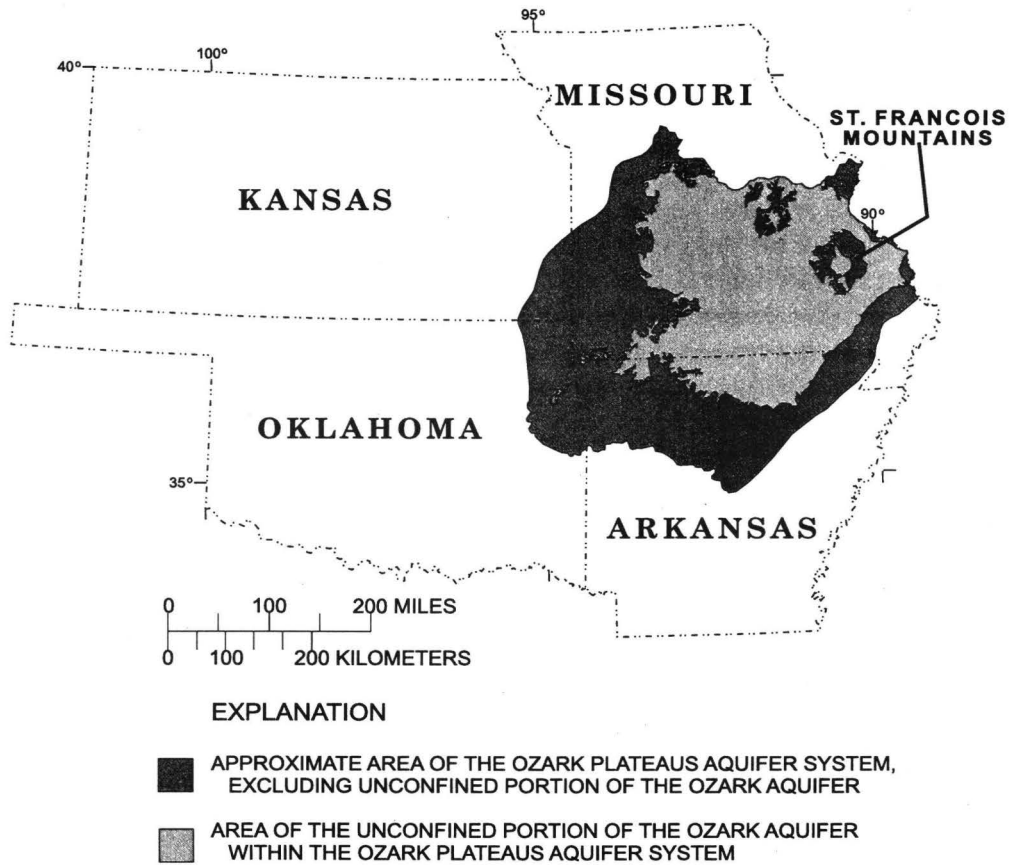 95°
100°
40°
MISSOURI
ST. FRANCOIS
MOUNTAINS
KANSAS
90°
OKLAHOMA
35°
ARKANSAS
0 100 200 MILES
0 100 200 KILOMETERS
EXPLANATION
APPROXIMATE AREA OF THE OZARK PLATEAUS AQUIFER SYSTEM,
EXCLUDING UNCONFINED PORTION OF THE OZARK AQUIFER
AREA OF THE UNCONFINED PORTION OF THE OZARK AQUIFER
WITHIN THE OZARK PLATEAUS AQUIFER SYSTEM